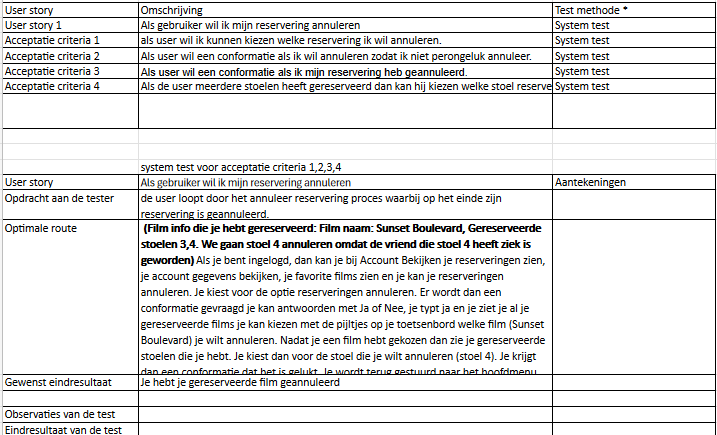 User story Omschrijving Test methode *
User story 1 Als gebruiker wil ik mijn reservering annuleren System test
Acceptatie criteria 1 als user wil ik kunnen kiezen welke reservering ik wil annuleren. System test
Acceptatie criteria 2 Als user wil een conformatie als ik wil annuleren zodat ik niet perongeluk annuleer. System test
Acceptatie criteria 3 Als user wil een conformatie als ik mijn reservering heb geannuleerd. System test
Acceptatie criteria 4 Als de user meerdere stoelen heeft gereserveerd dan kan hij kiezen welke stoel reserve System test
system test voor acceptatie criteria 1,2,3,4
User story Als gebruiker wil ik mijn reservering annuleren Aantekeningen
Opdracht aan de tester de user loopt door het annuleer reservering proces waarbij op het einde zijn
reservering is geannuleerd.
Optimale route (Film info die je hebt gereserveerd: Film naam: Sunset Boulevard, Gereserveerde
stoelen 3,4. We gaan stoel 4 annuleren omdat de vriend die stoel 4 heeft ziek is
geworden) Als je bent ingelogd, dan kan je bij Account Bekijken je reserveringen zien,
je account gegevens bekijken, je favorite films zien en je kan je reserveringen
annuleren. Je kiest voor de optie reserveringen annuleren. Er wordt dan een
conformatie gevraagd je kan antwoorden met Ja of Nee, je typt ja en je ziet je al je
gereserveerde films je kan kiezen met de pijltjes op je toetsenbord welke film (Sunset
Boulevard) je wilt annuleren. Nadat je een film hebt gekozen dan zie je gereserveerde
stoelen die je hebt. Je kiest dan voor de stoel die je wilt annuleren (stoel 4). Je krijgt
dan een conformatie dat het is gelukt. Je wordt terug gestuurd naar het hoofdmenu.
Gewenst eindresultaat Je hebt je gereserveerde film geannuleerd
Observaties van de test
Eindresultaat van de test